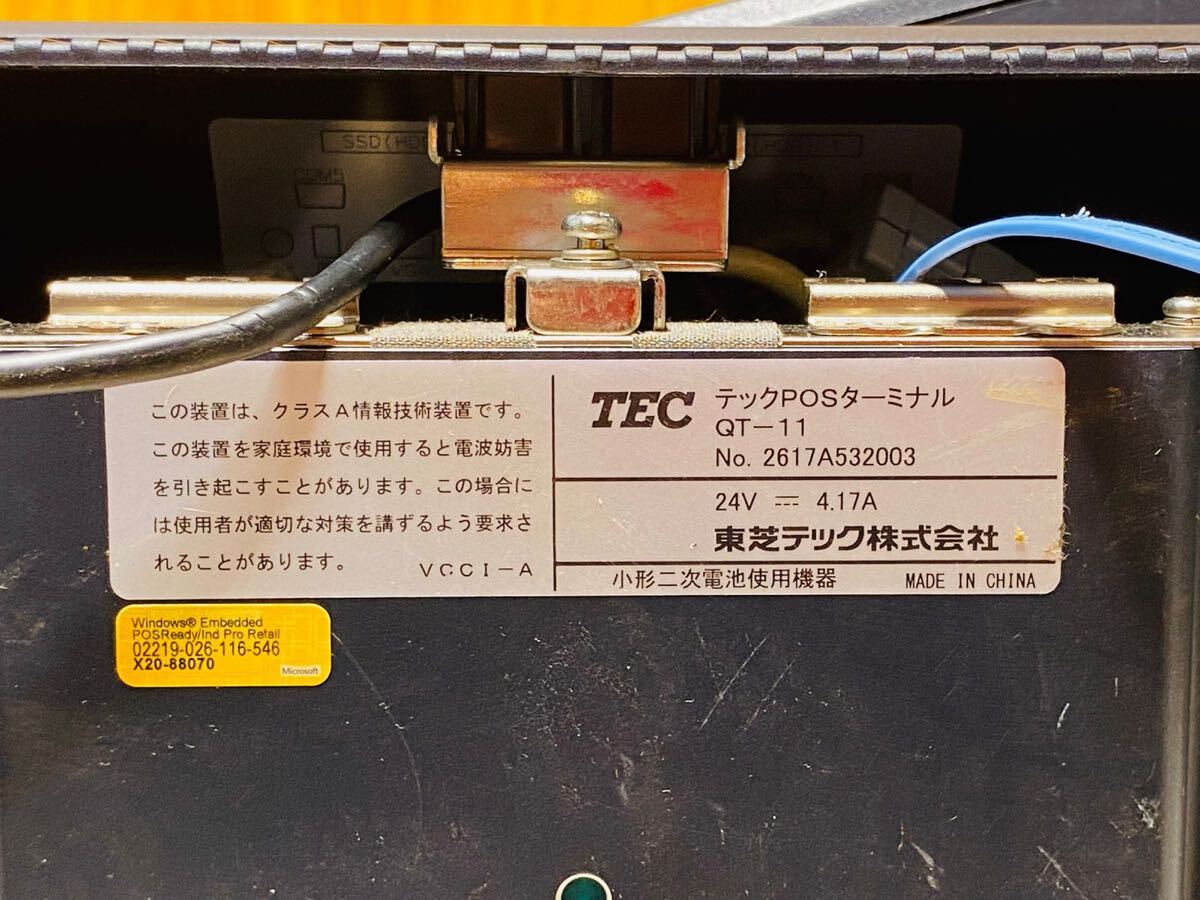 SSD(HD
COM5
この装置は、クラスA情報技術装置です。
この装置を家庭環境で使用すると電波妨害
を引き起こすことがあります。この場合に
は使用者が適切な対策を講ずるよう要求さ
れることがあります。
VCCI-A
TEC
テックPOSターミナル
QT-11
No. 2617A532003
24V ⎓ 4.17A
東芝テック株式会社
小形二次電池使用機器
MADE IN CHINA
Windows® Embedded
POSReady/Ind Pro Retail
02219-026-116-546
X20-88070
Microsoft